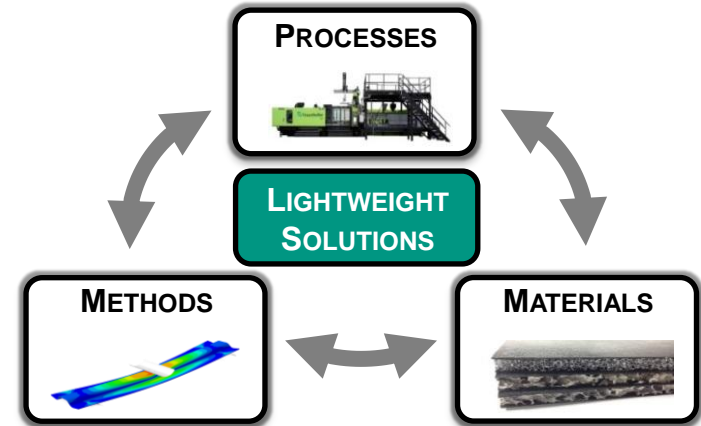 PROCESSES
LIGHTWEIGHT
SOLUTIONS
METHODS
MATERIALS